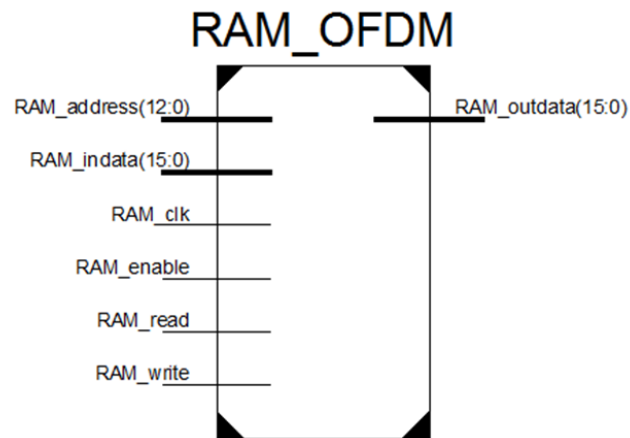 RAM_OFDM
RAM_address(12:0)
RAM_outdata(15:0)
RAM_indata(15:0)
RAM_clk
RAM_enable
RAM_read
RAM_write